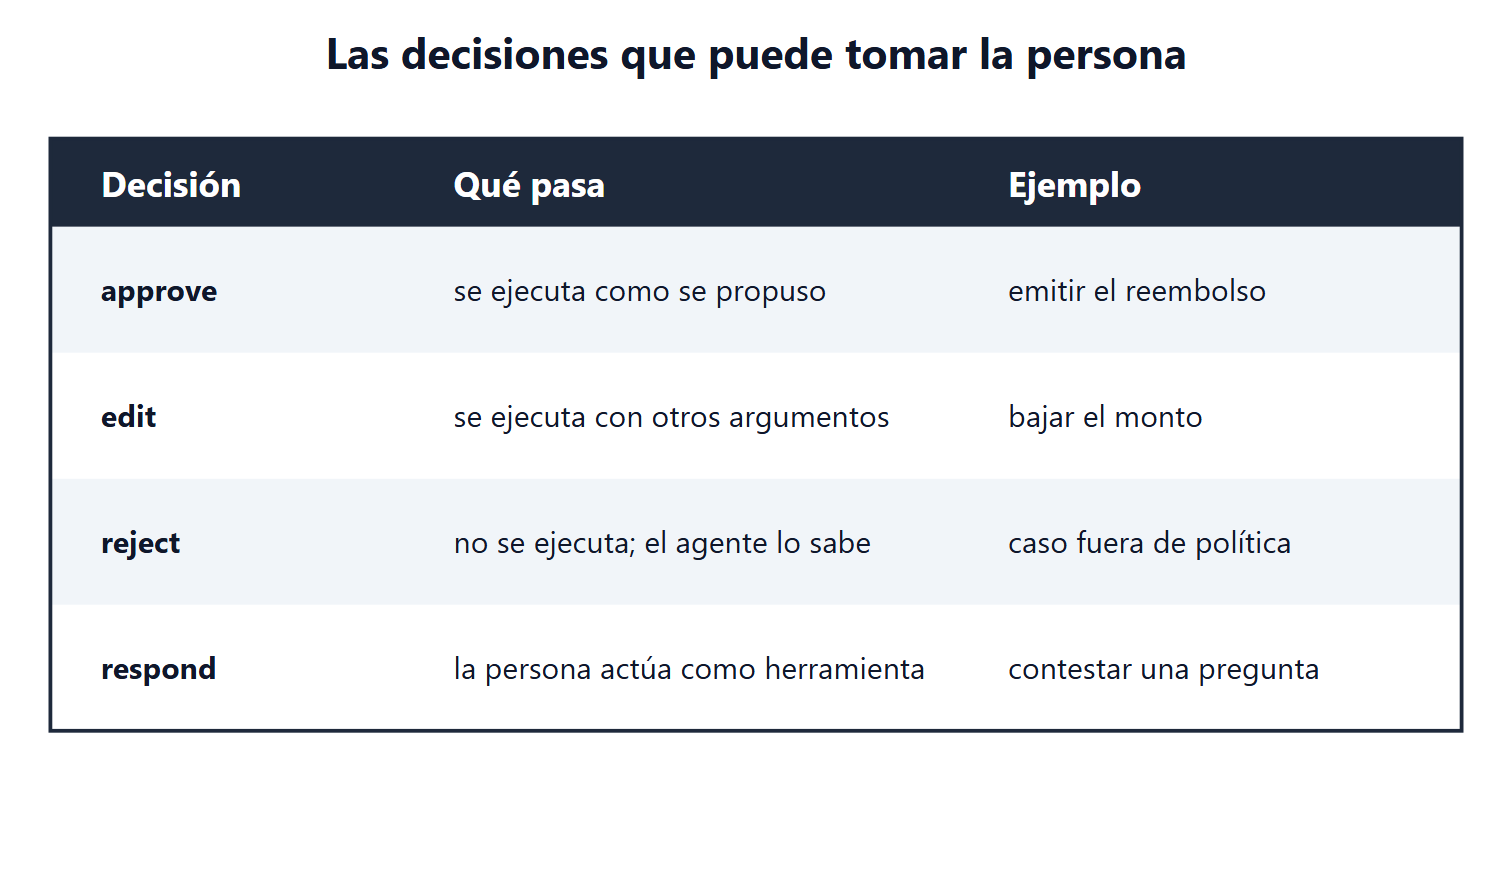 Las decisiones que puede tomar la persona
Decisión Qué pasa Ejemplo
approve se ejecuta como se propuso emitir el reembolso
edit se ejecuta con otros argumentos bajar el monto
reject no se ejecuta; el agente lo sabe caso fuera de política
respond la persona actúa como herramienta contestar una pregunta